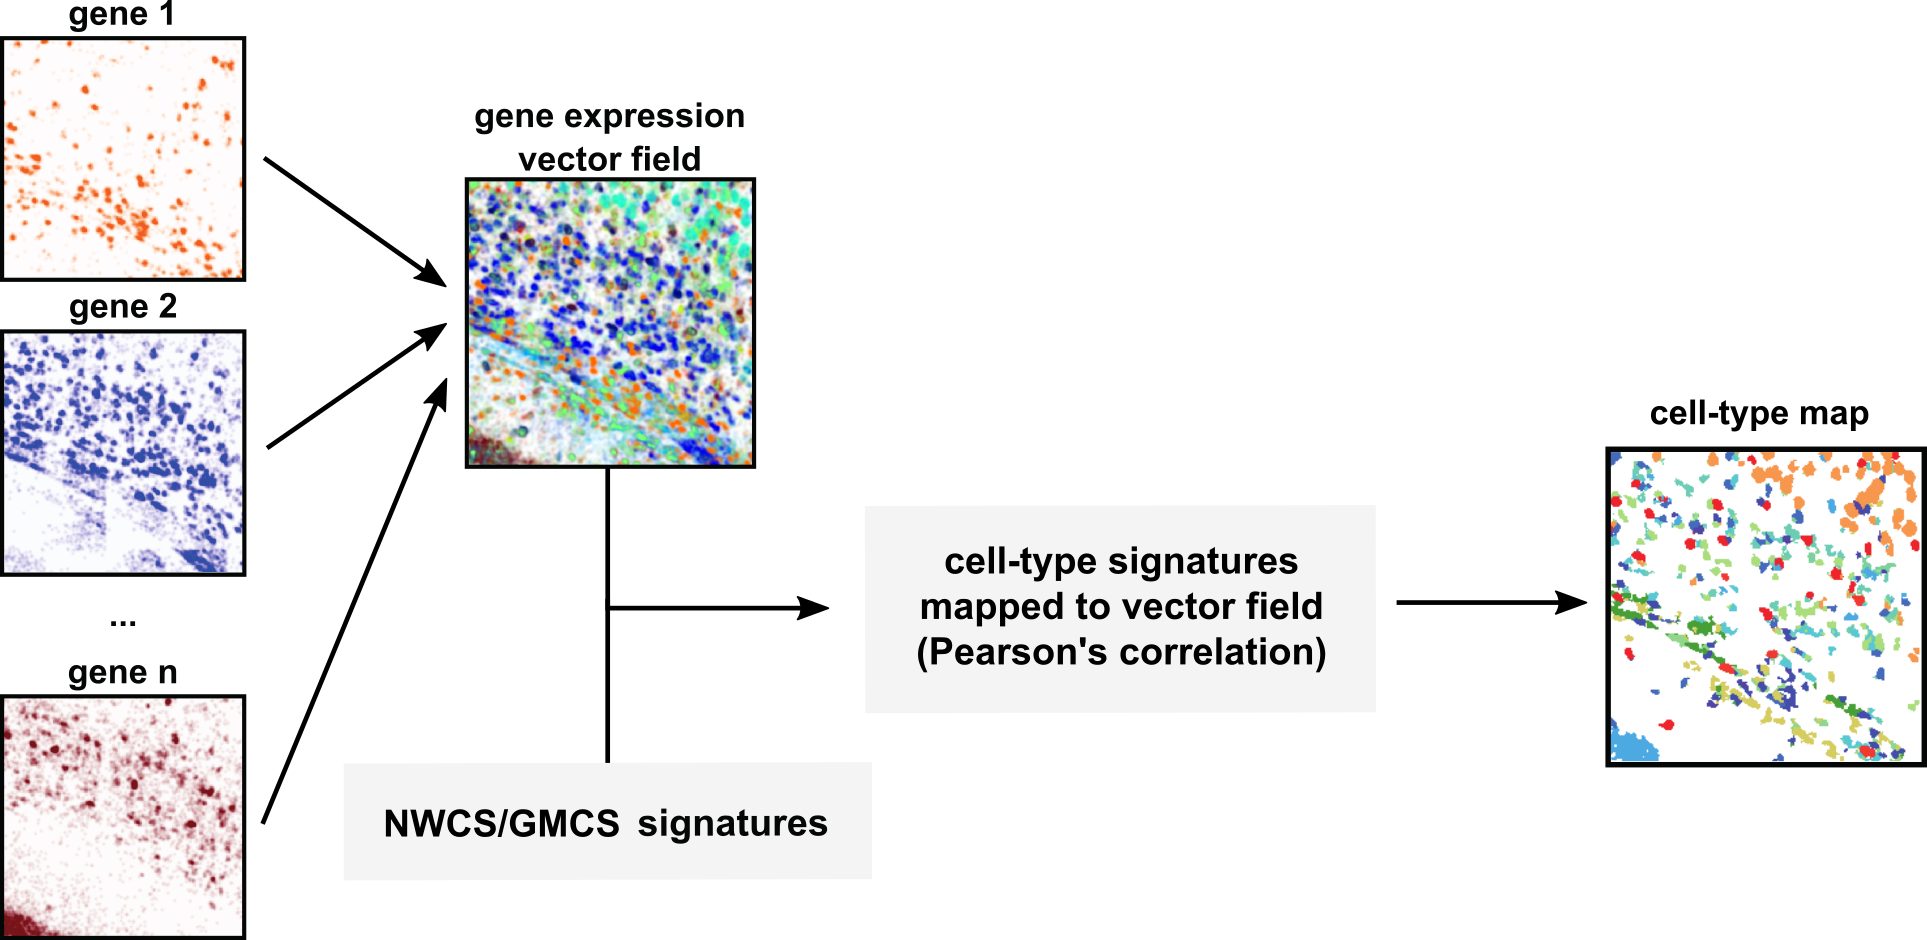 gene 1
gene 2
...
gene n
gene expression
vector field
NWCS/GMCS signatures
cell-type signatures
mapped to vector field
(Pearson's correlation)
cell-type map